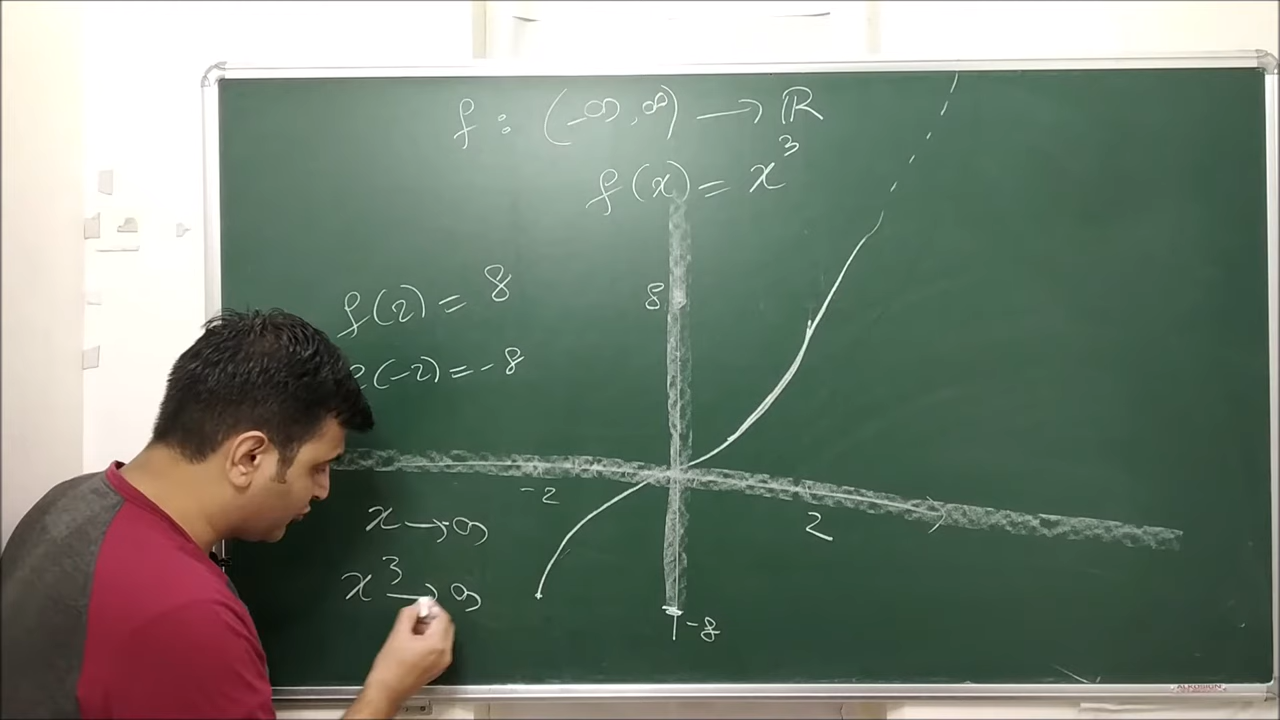 f : (-∞, ∞) → ℝ
f(x) = x³
f(2) = 8
8
(-2) = -8
-2
2
x → ∞
x³ → ∞
-8